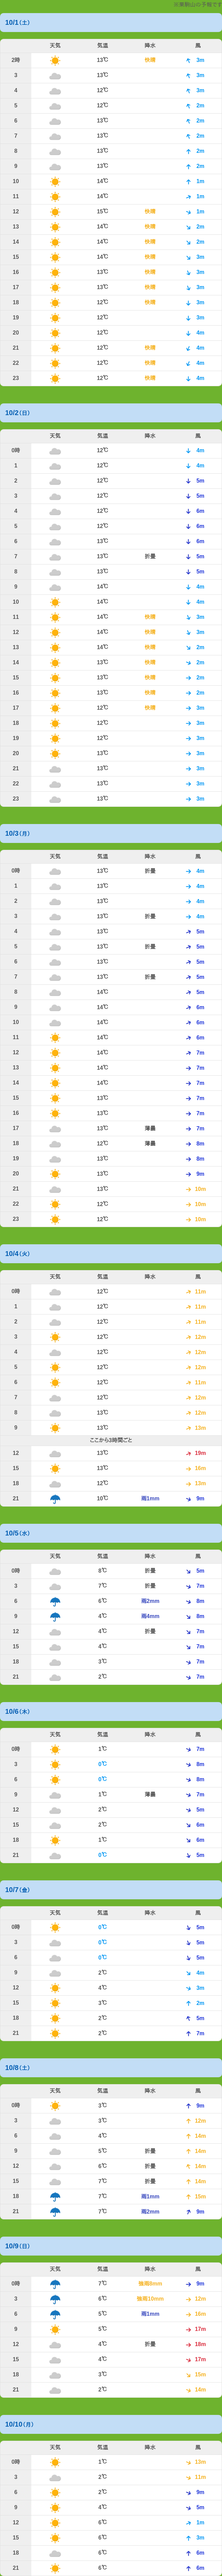 大東鮎山の予報です
10/1(土)
天気 気温 降水 風
2時 13℃ 快晴 3m
3 13℃ 3m
4 12℃ 2m
5 12℃ 2m
6 13℃ 2m
7 13℃ 2m
8 13℃ 2m
9 13℃ 2m
10 14℃ 1m
11 14℃ 1m
12 15℃ 快晴 1m
13 14℃ 快晴 2m
14 14℃ 快晴 2m
15 14℃ 快晴 3m
16 13℃ 快晴 3m
17 13℃ 快晴 3m
18 12℃ 快晴 3m
19 12℃ 3m
20 12℃ 4m
21 12℃ 快晴 4m
22 12℃ 快晴 4m
23 12℃ 快晴 4m
10/2(日)
天気 気温 降水 風
0時 12℃ 4m
1 12℃ 4m
2 12℃ 5m
3 12℃ 5m
4 12℃ 6m
5 12℃ 6m
6 13℃ 6m
7 13℃ 折曇 5m
8 13℃ 5m
9 14℃ 4m
10 14℃ 4m
11 14℃ 快晴 3m
12 14℃ 快晴 3m
13 14℃ 快晴 2m
14 13℃ 快晴 2m
15 13℃ 快晴 2m
16 13℃ 快晴 2m
17 12℃ 快晴 3m
18 12℃ 3m
19 12℃ 3m
20 13℃ 3m
21 13℃ 3m
22 13℃ 3m
23 13℃ 3m
10/3(月)
天気 気温 降水 風
0時 13℃ 折曇 4m
1 13℃ 4m
2 13℃ 4m
3 13℃ 折曇 4m
4 13℃ 5m
5 13℃ 折曇 5m
6 13℃ 5m
7 13℃ 折曇 5m
8 14℃ 5m
9 14℃ 6m
10 14℃ 6m
11 14℃ 6m
12 14℃ 7m
13 14℃ 7m
14 14℃ 7m
15 13℃ 7m
16 13℃ 7m
17 13℃ 薄曇 7m
18 12℃ 薄曇 8m
19 13℃ 8m
20 13℃ 9m
21 13℃ 10m
22 12℃ 10m
23 12℃ 10m
10/4(火)
天気 気温 降水 風
0時 12℃ 11m
1 12℃ 11m
2 12℃ 11m
3 12℃ 12m
4 12℃ 12m
5 12℃ 12m
6 12℃ 11m
7 12℃ 12m
8 13℃ 12m
9 13℃ 13m
ここから3時間ごと
12 13℃ 19m
15 13℃ 16m
18 12℃ 13m
21 10℃ 雨1mm 9m
10/5(水)
天気 気温 降水 風
0時 8℃ 折曇 5m
3 7℃ 折曇 7m
6 6℃ 雨2mm 8m
9 4℃ 雨4mm 8m
12 4℃ 折曇 7m
15 4℃ 7m
18 3℃ 7m
21 2℃ 7m
10/6(木)
天気 気温 降水 風
0時 1℃ 7m
3 0℃ 8m
6 0℃ 8m
9 1℃ 薄曇 7m
12 2℃ 5m
15 2℃ 6m
18 1℃ 6m
21 0℃ 5m
10/7(金)
天気 気温 降水 風
0時 0℃ 5m
3 0℃ 5m
6 0℃ 5m
9 2℃ 4m
12 4℃ 3m
15 3℃ 2m
18 2℃ 5m
21 2℃ 7m
10/8(土)
天気 気温 降水 風
0時 3℃ 9m
3 3℃ 12m
6 4℃ 14m
9 5℃ 折曇 14m
12 6℃ 折曇 14m
15 7℃ 折曇 14m
18 7℃ 雨1mm 15m
21 7℃ 雨2mm 9m
10/9(日)
天気 気温 降水 風
0時 7℃ 強雨8mm 9m
3 6℃ 強雨10mm 12m
6 5℃ 雨1mm 16m
9 5℃ 17m
12 4℃ 折曇 18m
15 4℃ 17m
18 3℃ 15m
21 2℃ 14m
10/10(月)
天気 気温 降水 風
0時 1℃ 13m
3 2℃ 11m
6 2℃ 9m
9 4℃ 5m
12 6℃ 1m
15 6℃ 3m
18 6℃ 6m
21 6℃ 6m